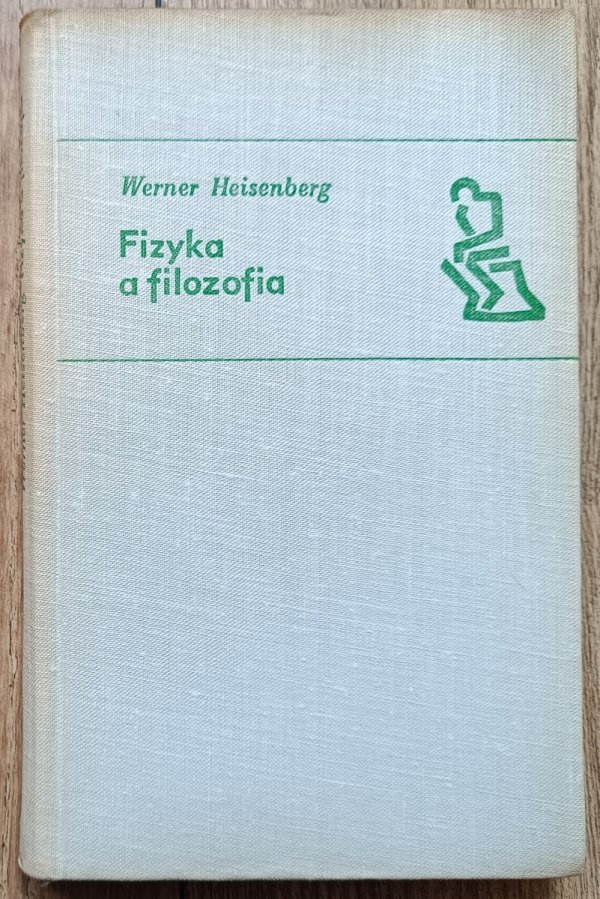 Werner Heisenberg
Fizyka
a filozofia